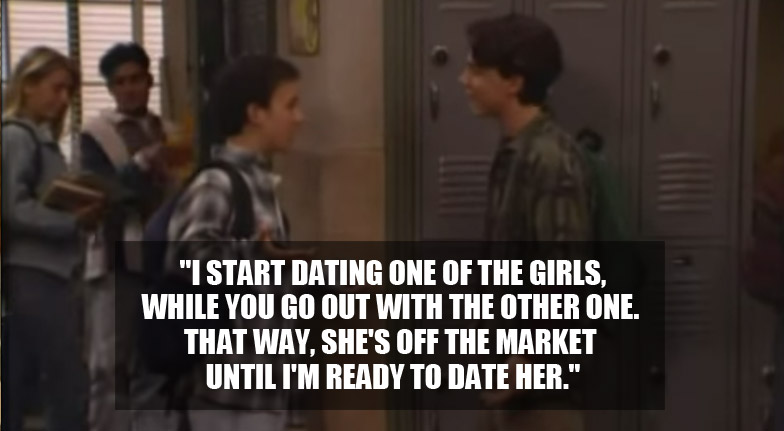 "I START DATING ONE OF THE GIRLS,
WHILE YOU GO OUT WITH THE OTHER ONE.
THAT WAY, SHE'S OFF THE MARKET
UNTIL I'M READY TO DATE HER."